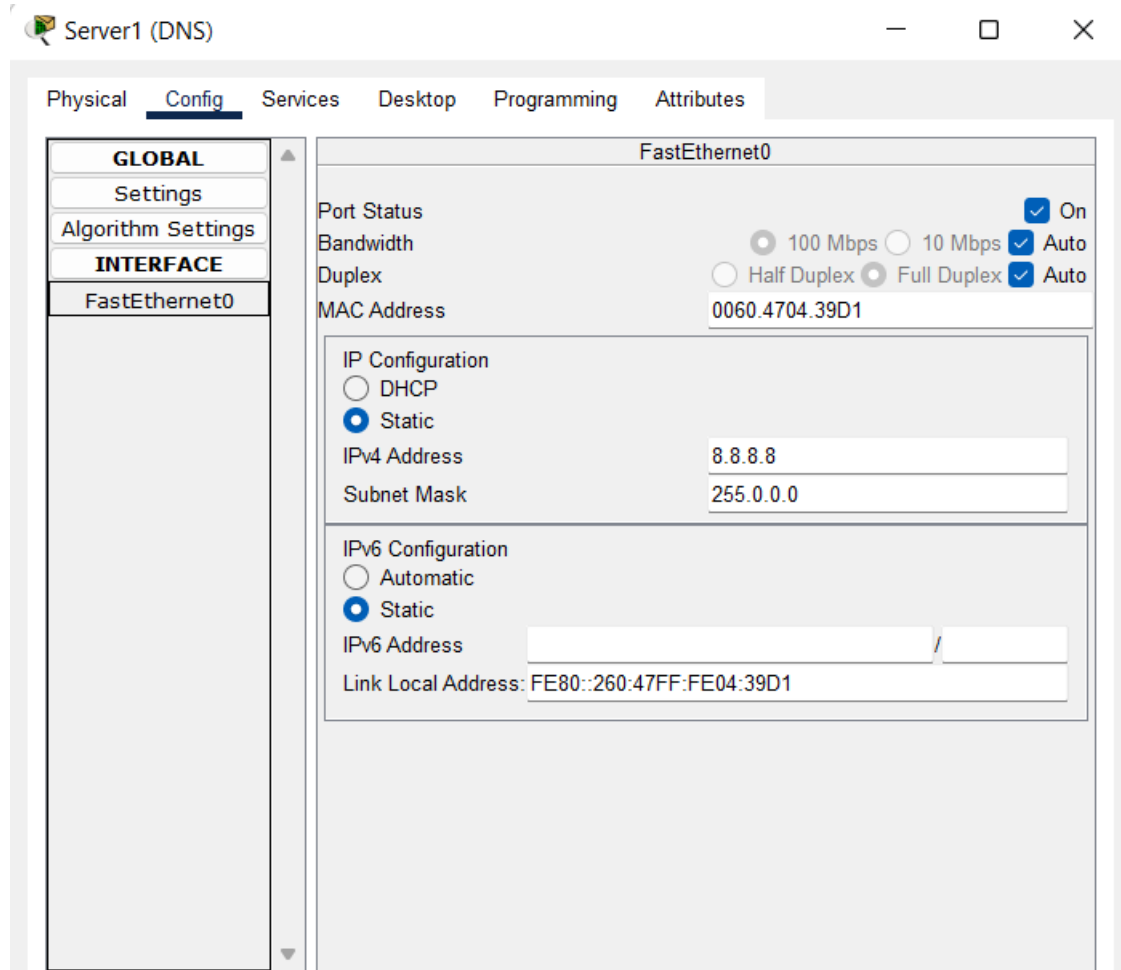 Server1 (DNS)
Physical Config Services Desktop Programming Attributes
GLOBAL
Settings
Algorithm Settings
INTERFACE
FastEthernet0
FastEthernet0
Port Status On
Bandwidth 100 Mbps 10 Mbps Auto
Duplex Half Duplex Full Duplex Auto
MAC Address 0060.4704.39D1
IP Configuration
DHCP
Static
IPv4 Address 8.8.8.8
Subnet Mask 255.0.0.0
IPv6 Configuration
Automatic
Static
IPv6 Address /
Link Local Address: FE80::260:47FF:FE04:39D1